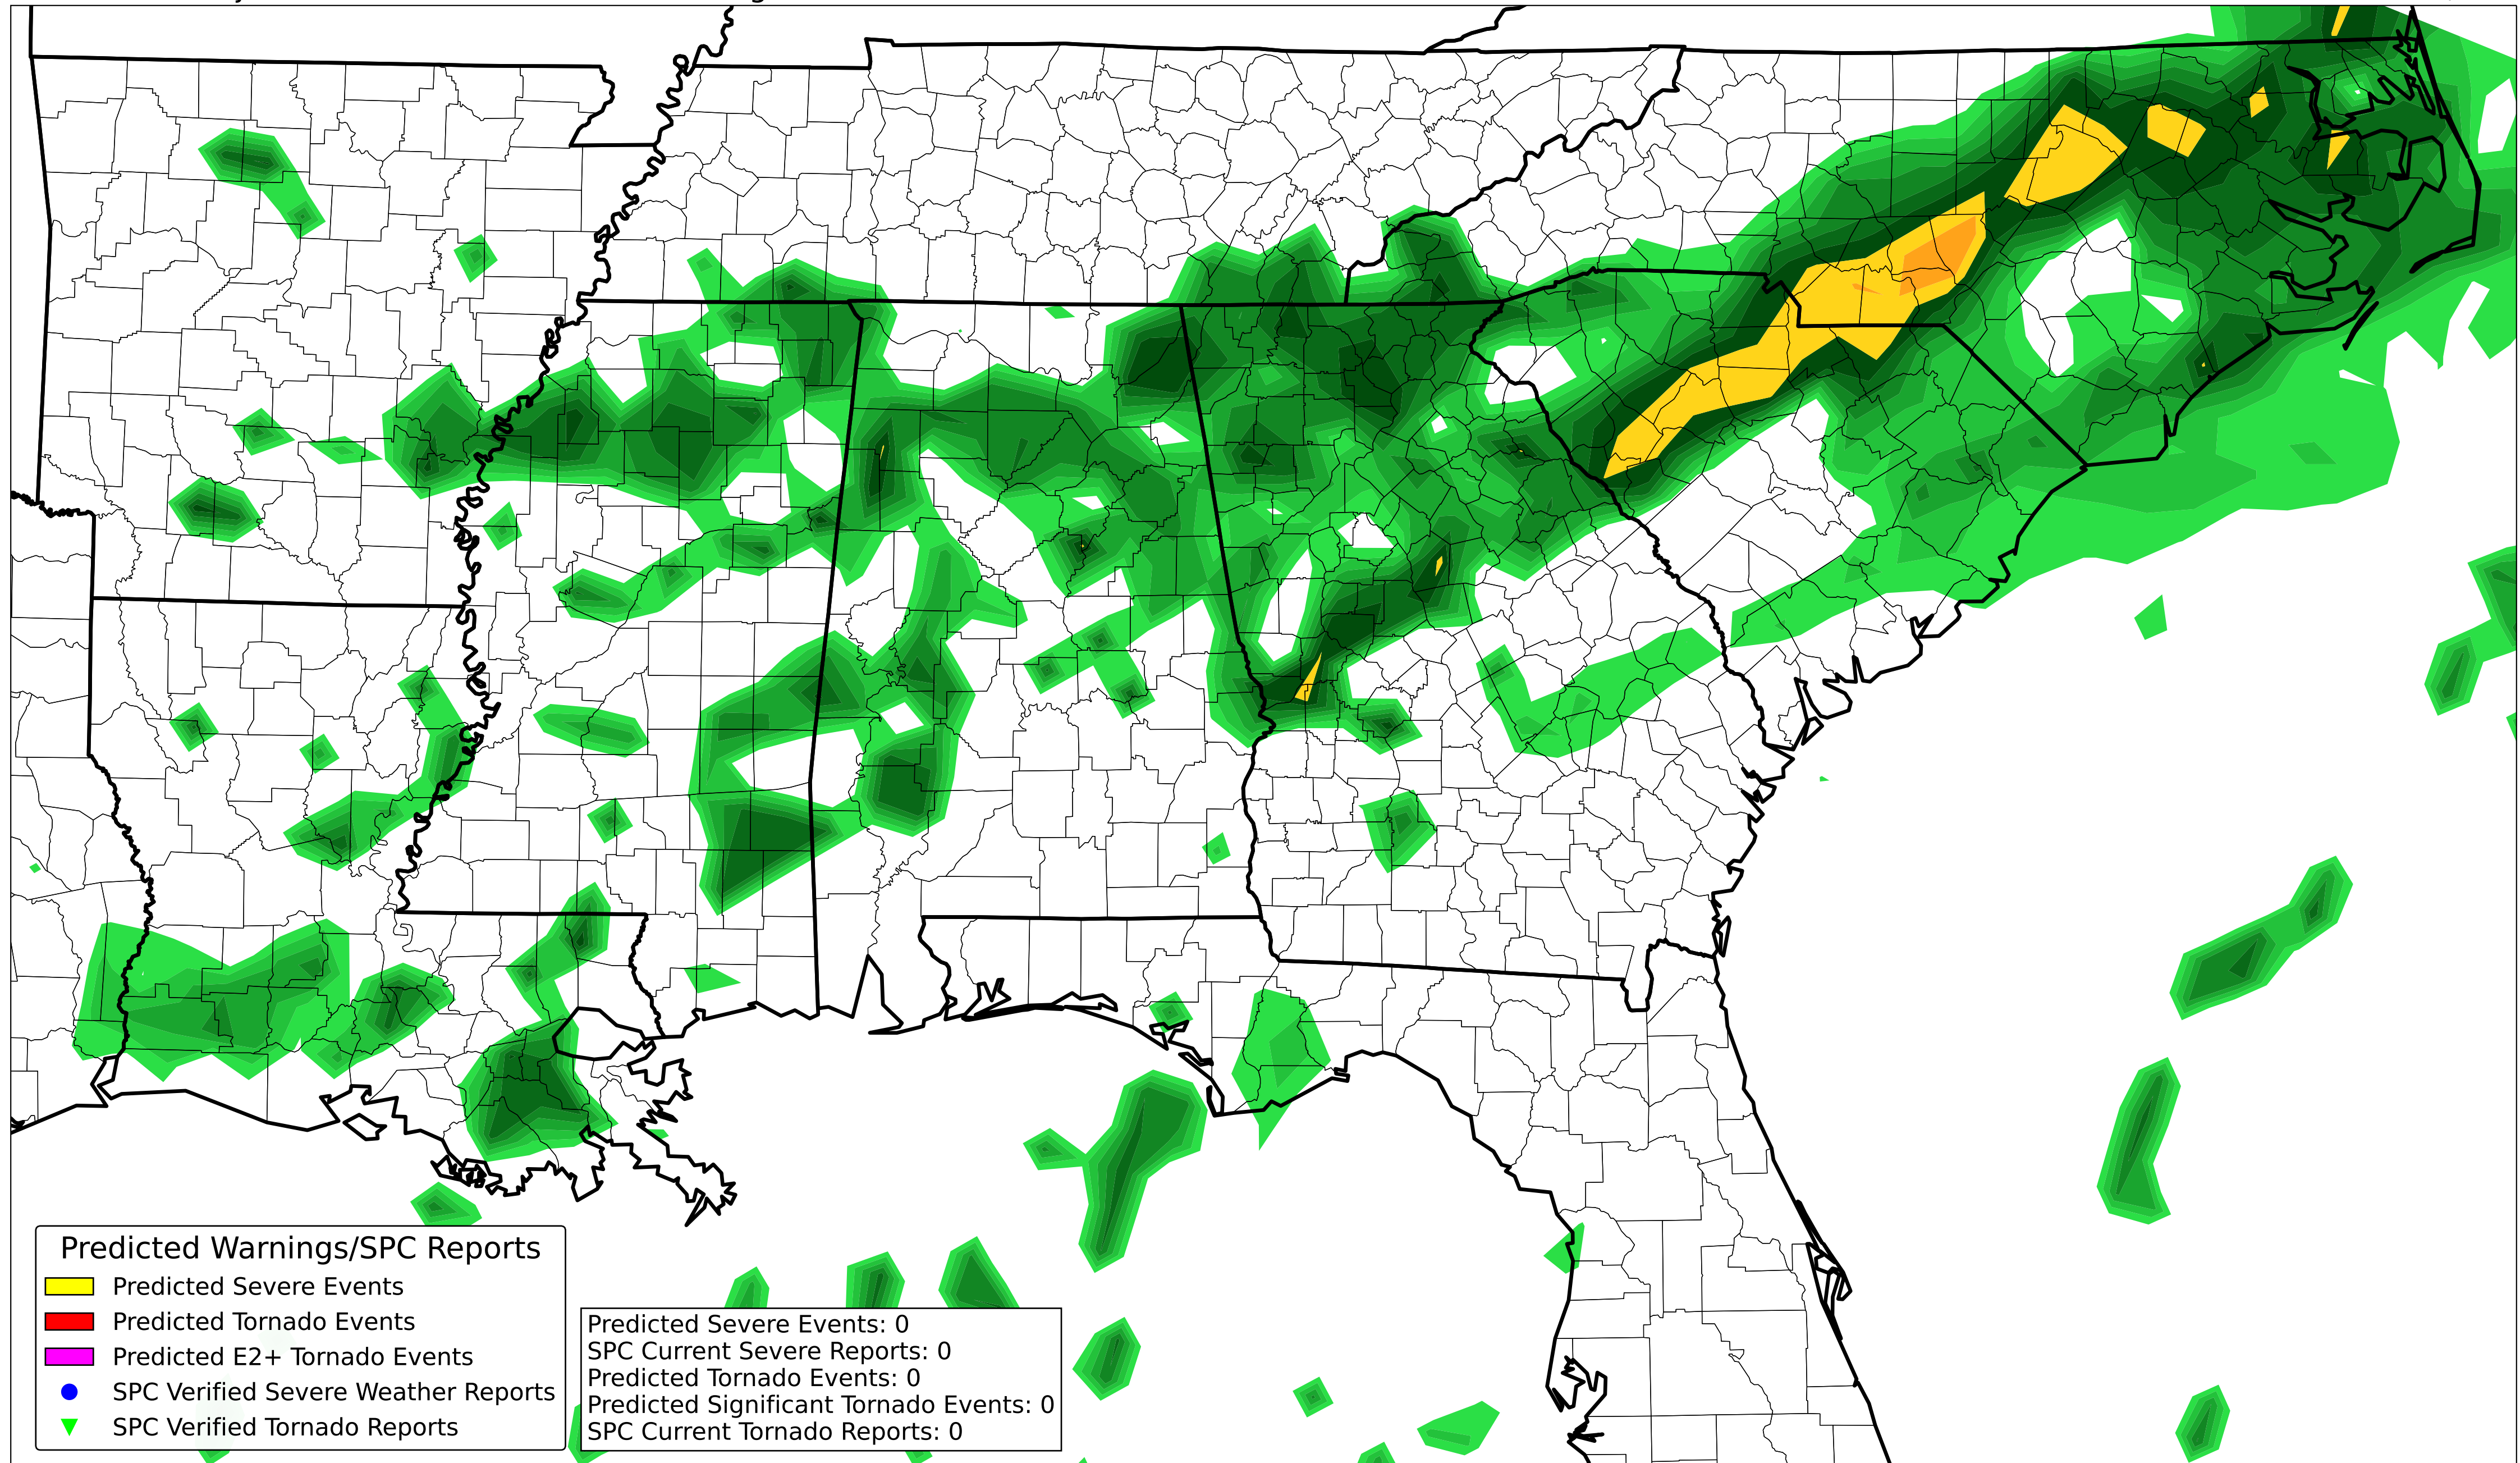 Predicted Warnings/SPC Reports
Predicted Severe Events
Predicted Tornado Events
Predicted E2+ Tornado Events
SPC Verified Severe Weather Reports
SPC Verified Tornado Reports
Predicted Severe Events: 0
SPC Current Severe Reports: 0
Predicted Tornado Events: 0
Predicted Significant Tornado Events: 0
SPC Current Tornado Reports: 0